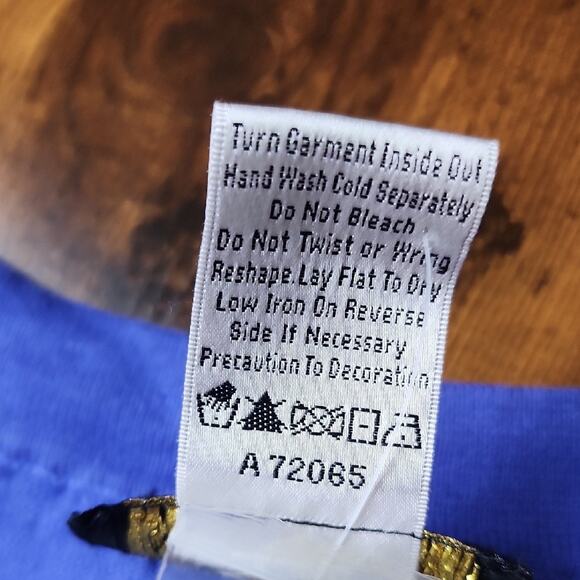 Turn Garment Inside Out
Hand Wash Cold Separately
Do Not Bleach
Do Not Twist or Wring
Reshape.Lay Flat To Dry
Low Iron On Reverse
Side If Necessary
Precaution To Decoration
A72065